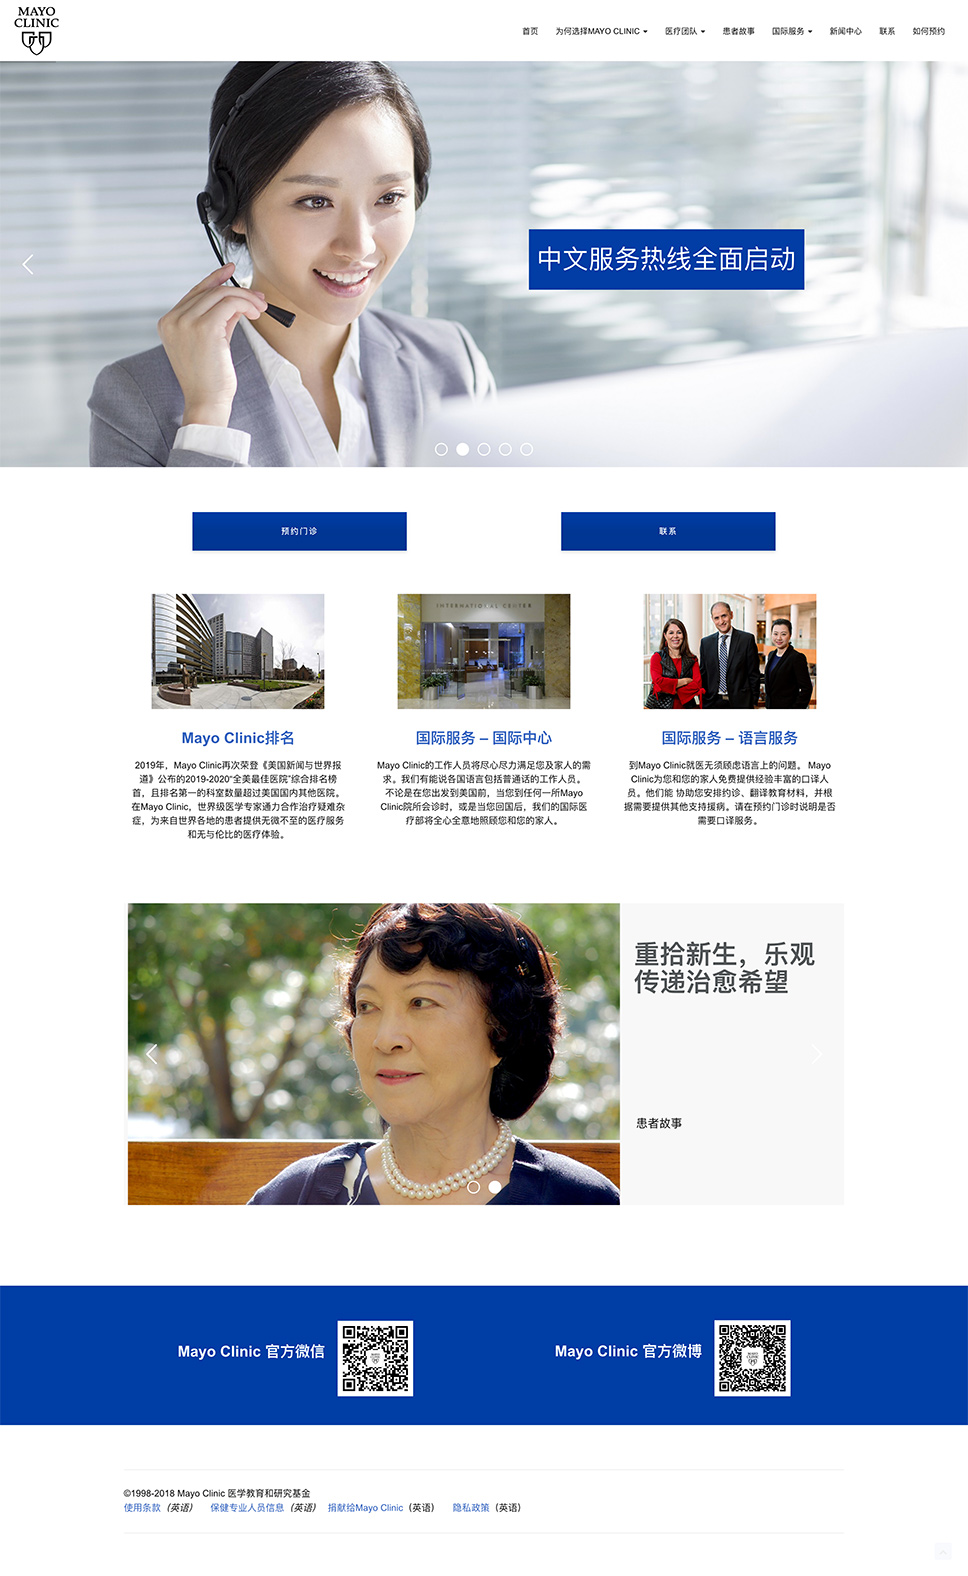 MAYO
CLINIC
首页 为何选择MAYO CLINIC 医疗团队 患者故事 国际服务 新闻中心 联系 如何预约
中文服务热线全面启动
预约门诊 联系
INTERNATIONAL CENTER
Mayo Clinic排名
2019年，Mayo Clinic再次荣登《美国新闻与世界报
道》公布的2019-2020“全美最佳医院”综合排名榜
首，且排名第一的科室数量超过美国国内其他医院。
在Mayo Clinic，世界级医学专家通力合作治疗疑难杂
症，为来自世界各地的患者提供无微不至的医疗服务
和无与伦比的医疗体验。
国际服务 – 国际中心
Mayo Clinic的工作人员将尽心尽力满足您及家人的需
求。我们有能说各国语言包括普通话的工作人员。
不论是在您出发到美国前，当您到任何一所Mayo
Clinic院所会诊时，或是当您回国后，我们的国际医
疗部将全心全意地照顾您和您的家人。
国际服务 – 语言服务
到Mayo Clinic就医无须顾虑语言上的问题。 Mayo
Clinic为您和您的家人免费提供经验丰富的口译人
员。他们能 协助您安排约诊、翻译教育材料，并根
据需要提供其他支持援病。请在预约门诊时说明是否
需要口译服务。
重拾新生，乐观
传递治愈希望
患者故事
Mayo Clinic 官方微信
Mayo Clinic 官方微博
©1998-2018 Mayo Clinic 医学教育和研究基金
使用条款（英语） 保健专业人员信息（英语） 捐献给Mayo Clinic（英语） 隐私政策（英语）